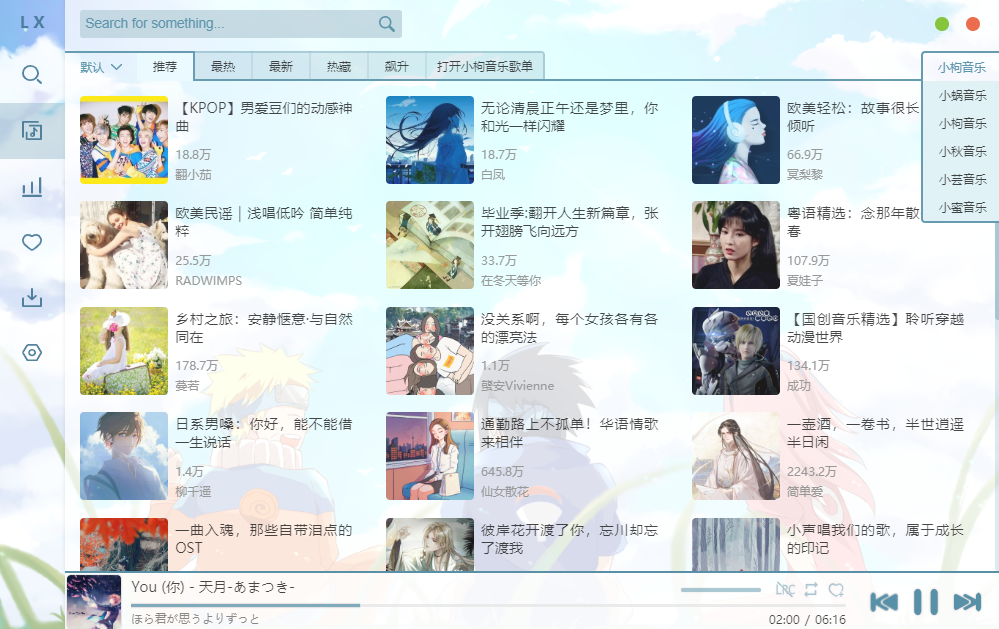 L X
Search for something...
默认
推荐
最热
最新
热藏
飙升
打开小枸音乐歌单
小枸音乐
小蜗音乐
小枸音乐
小秋音乐
小芸音乐
小蜜音乐
【KPOP】男爱豆们的动感神
曲
18.8万
翻小茄
无论清晨正午还是梦里，你
和光一样闪耀
18.7万
白凤
欧美轻松：故事很长
倾听
66.9万
冥梨黎
欧美民谣｜浅唱低吟 简单纯
粹
25.5万
RADWIMPS
毕业季:翻开人生新篇章，张
开翅膀飞向远方
33.7万
在冬天等你
粤语精选：念那年散
春
107.9万
夏娃子
乡村之旅：安静惬意·与自然
同在
178.7万
葵若
没关系啊，每个女孩各有各
的漂亮法
1.1万
馥安Vivienne
【国创音乐精选】聆听穿越
动漫世界
134.1万
成功
日系男嗓：你好，能不能借
一生说话
1.4万
柳千遥
通勤路上不孤单！华语情歌
来相伴
645.8万
仙女散花
一壶酒，一卷书，半世逍遥
半日闲
2243.2万
简单爱
一曲入魂，那些自带泪点的
OST
彼岸花开渡了你，忘川却忘
了渡我
小声唱我们的歌，属于成长
的印记
You (你) - 天月-あまつき-
ほら君が思うよりずっと
LRC
02:00 / 06:16